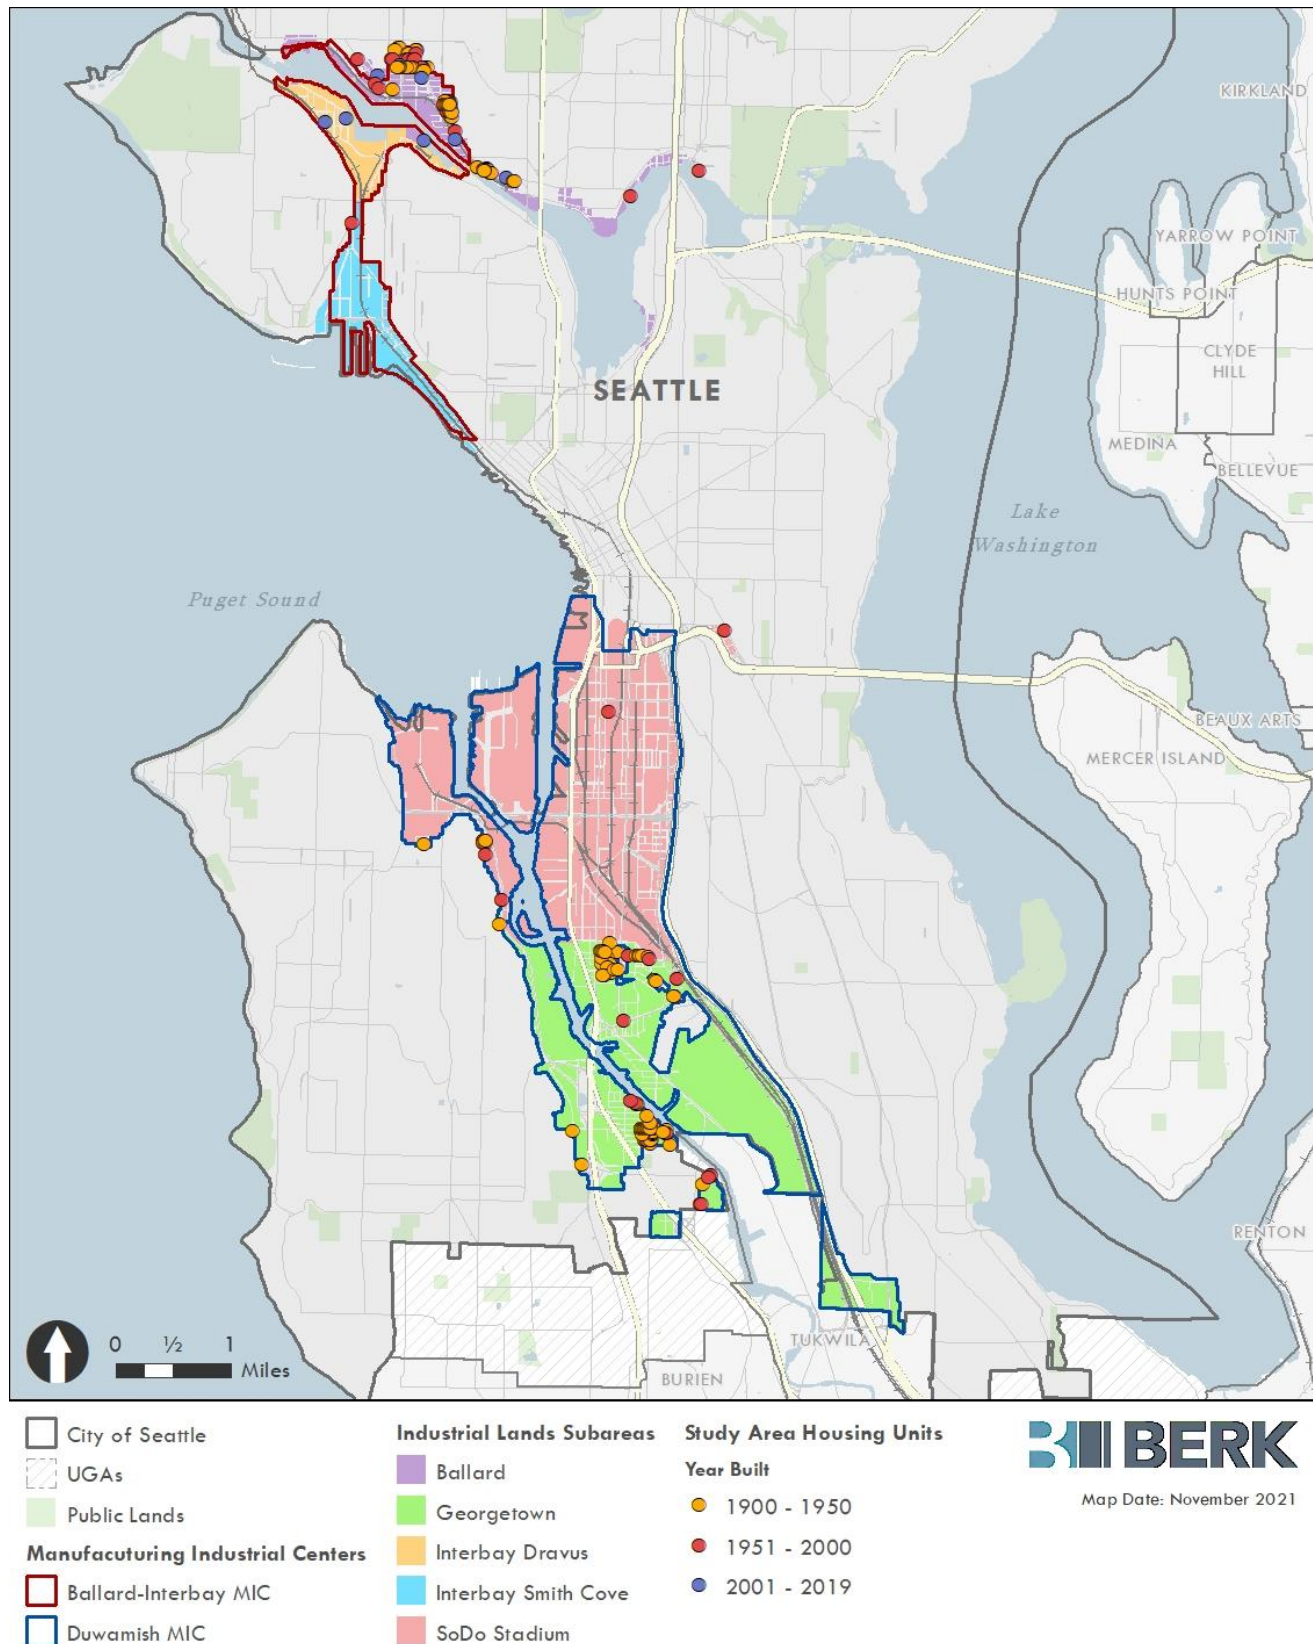 KIRKLAND
YARROW POINT
HUNTS POINT
CLYDE
HILL
SEATTLE
MEDINA
BELLEVUE
Lake
Washington
Puget Sound
BEAUX ARTS
MERCER ISLAND
RENTON
TUKWILA
BURIEN
0 ½ 1
Miles
City of Seattle
UGAs
Public Lands
Manufacuturing Industrial Centers
Ballard-Interbay MIC
Duwamish MIC
Industrial Lands Subareas
Ballard
Georgetown
Interbay Dravus
Interbay Smith Cove
SoDo Stadium
Study Area Housing Units
Year Built
1900 - 1950
1951 - 2000
2001 - 2019
BERK
Map Date: November 2021